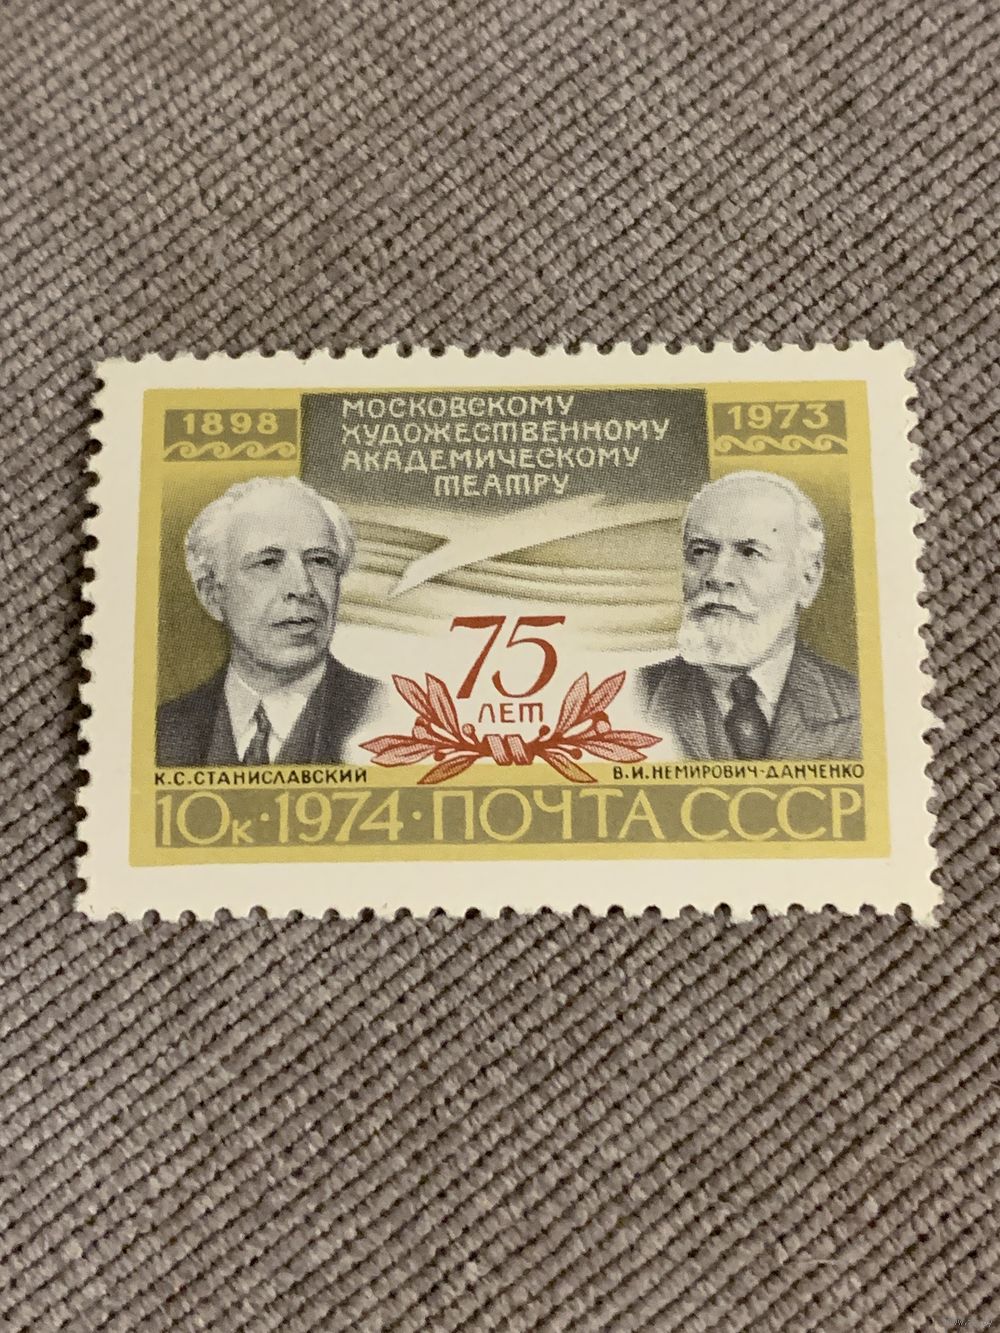 1898
МОСКОВСКОМУ
ХУДОЖЕСТВЕННОМУ
АКАДЕМИЧЕСКОМУ
ТЕАТРУ
1973
75
ЛЕТ
К.С.СТАНИСЛАВСКИЙ
В.И.НЕМИРОВИЧ-ДАНЧЕНКО
10к·1974·ПОЧТА СССР